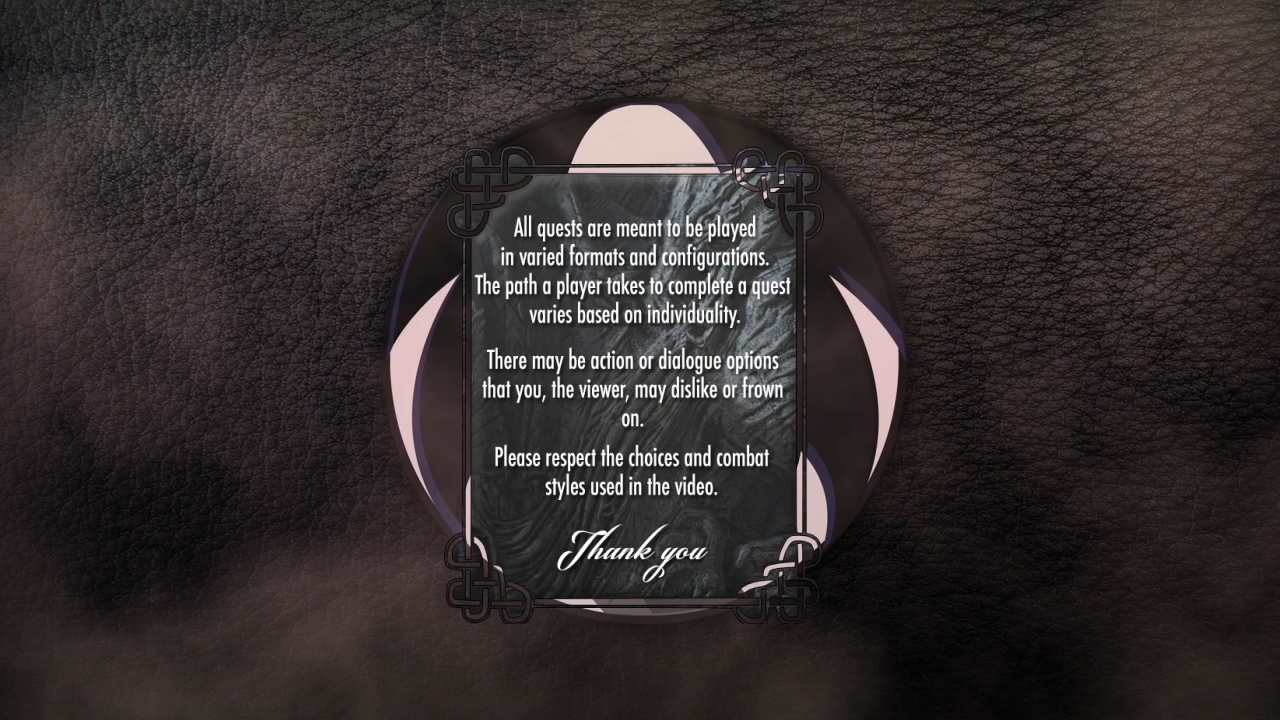 All quests are meant to be played
in varied formats and configurations.
The path a player takes to complete a quest
varies based on individuality.
There may be action or dialogue options
that you, the viewer, may dislike or frown
on.
Please respect the choices and combat
styles used in the video.
Thank you